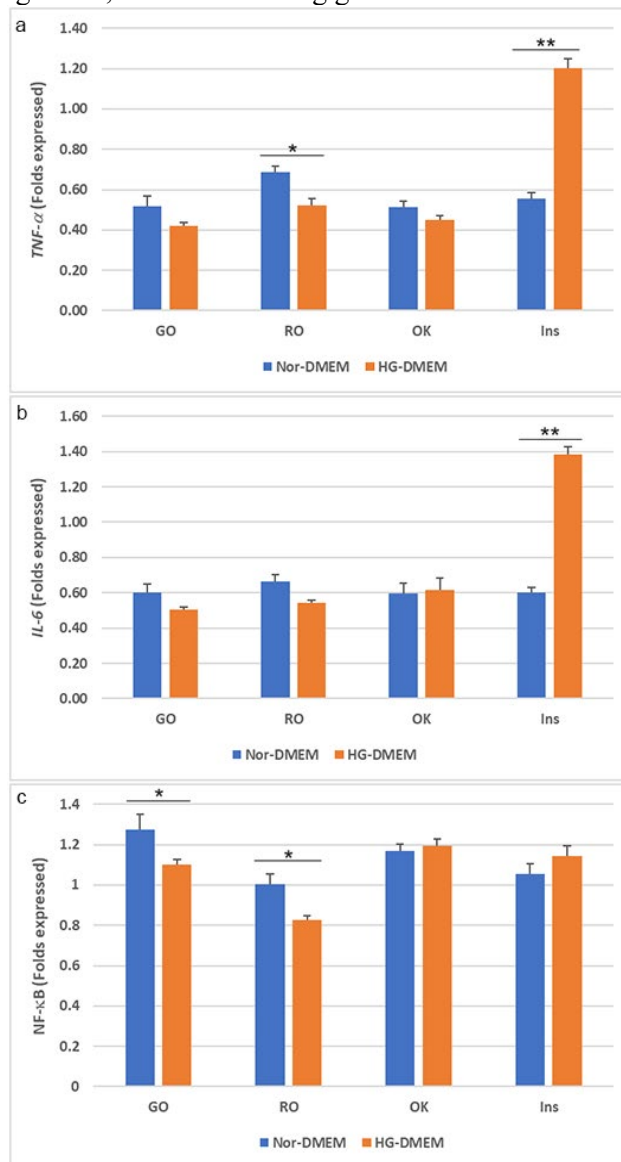 a
1.40
**
1.20
1.00
0.80
*
0.60
0.40
0.20
0.00
TNF-α (Folds expressed)
GO RO OK Ins
Nor-DMEM HG-DMEM
b
1.60
**
1.40
1.20
1.00
0.80
0.60
0.40
0.20
0.00
IL-6 (Folds expressed)
GO RO OK Ins
Nor-DMEM HG-DMEM
c
1.4
*
1.2
*
1
0.8
0.6
0.4
0.2
0
NF-κB (Folds expressed)
GO RO OK Ins
Nor-DMEM HG-DMEM